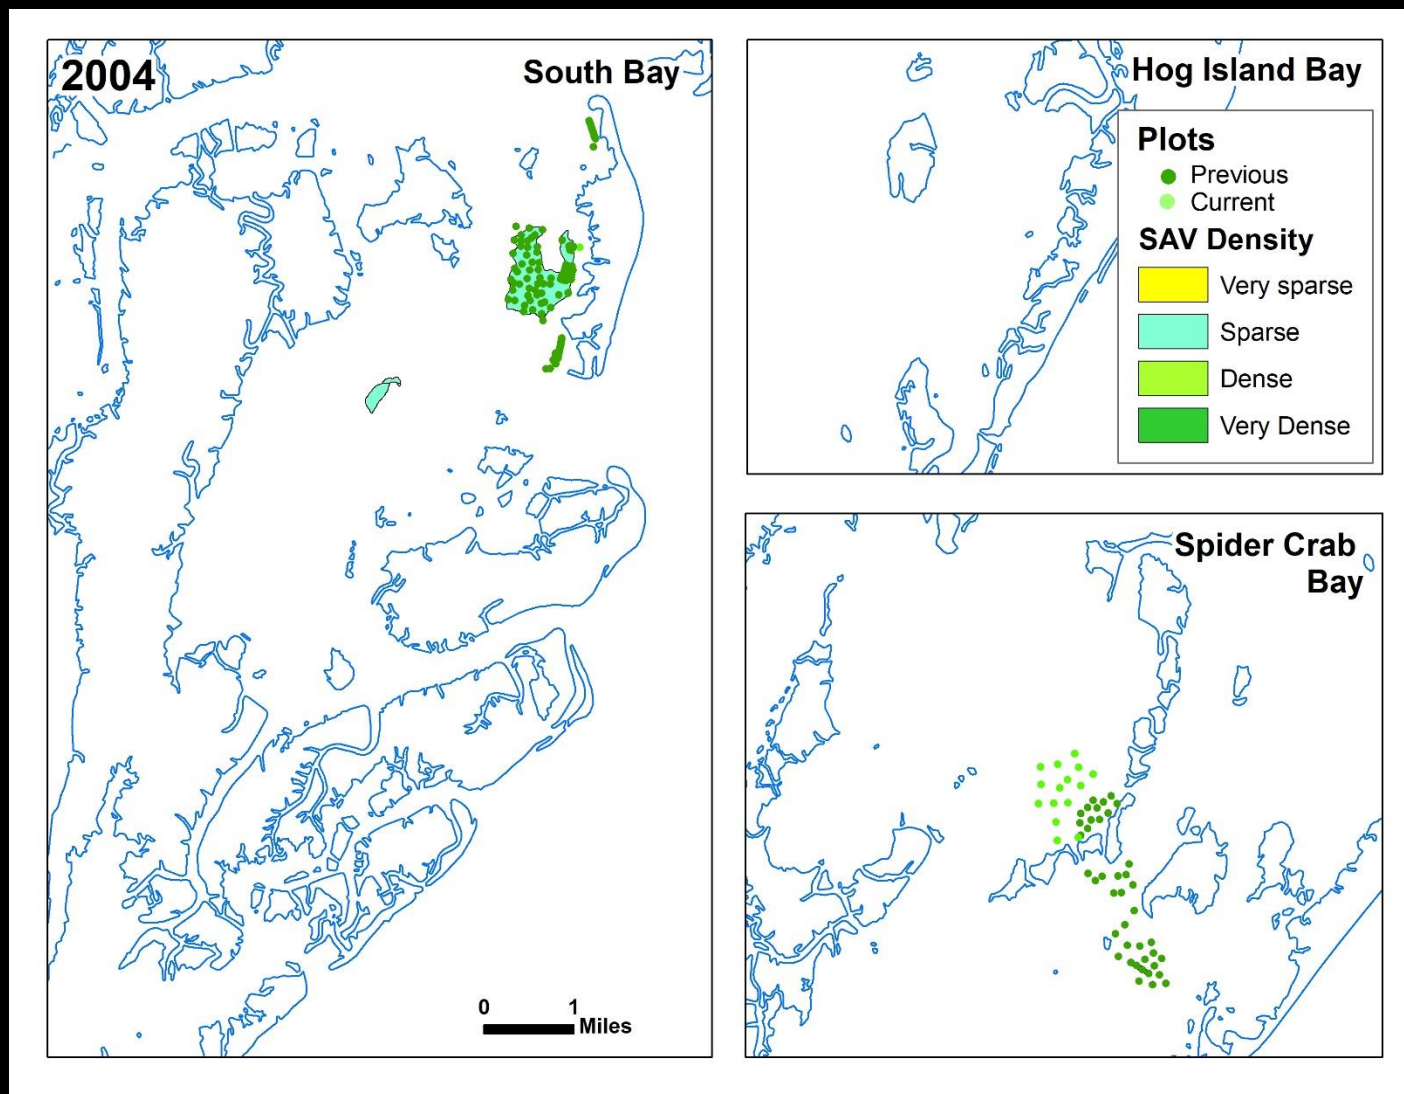 2004
South Bay
0 1
Miles
Hog Island Bay
Plots
Previous
Current
SAV Density
Very sparse
Sparse
Dense
Very Dense
Spider Crab
Bay